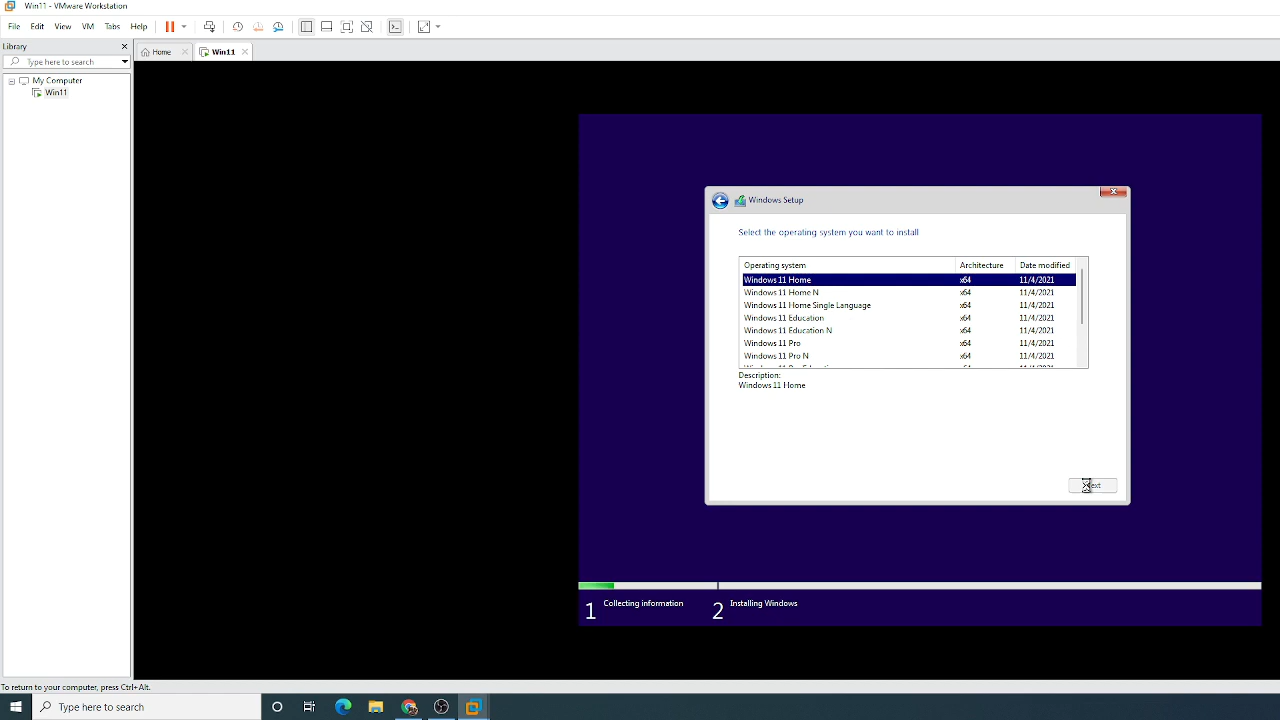 Win11 - VMware Workstation
File Edit View VM Tabs Help
Library
Home
Win11
Type here to search
My Computer
Win11
Windows Setup
Select the operating system you want to install
Operating system Architecture Date modified
Windows 11 Home x64 11/4/2021
Windows 11 Home N x64 11/4/2021
Windows 11 Home Single Language x64 11/4/2021
Windows 11 Education x64 11/4/2021
Windows 11 Education N x64 11/4/2021
Windows 11 Pro x64 11/4/2021
Windows 11 Pro N x64 11/4/2021
Description:
Windows 11 Home
1 Collecting information
2 Installing Windows
To return to your computer, press Ctrl+Alt.
Type here to search